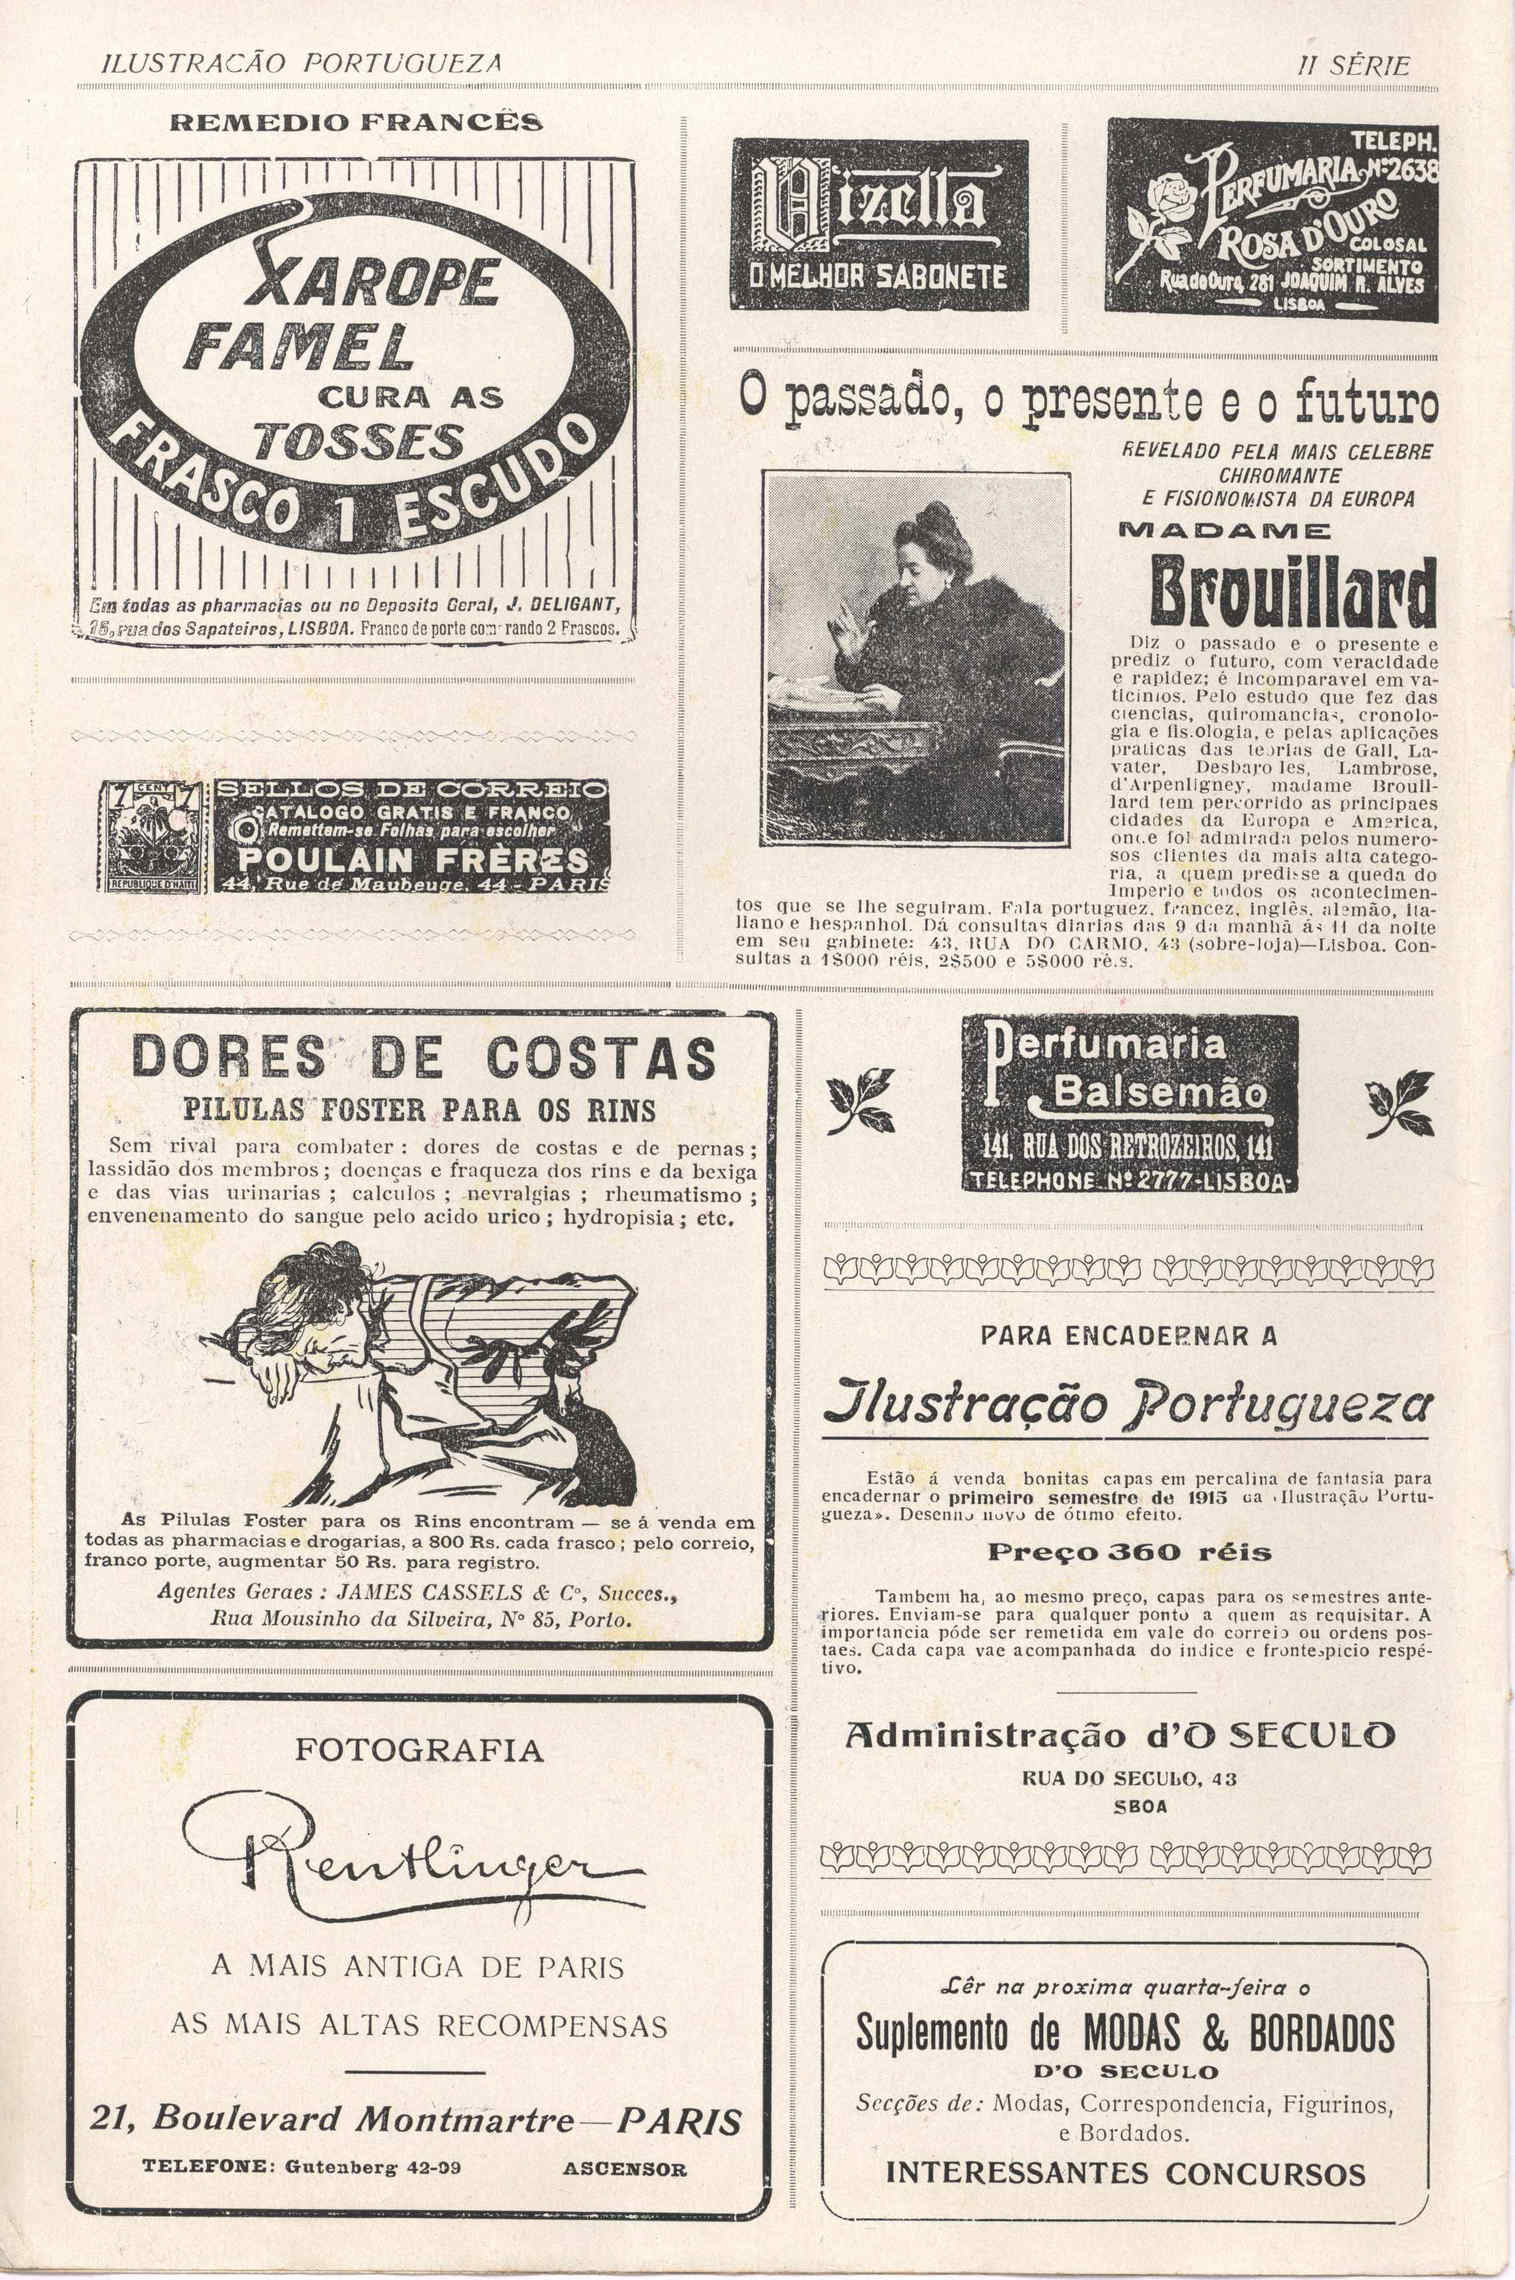 ILUSTRACÃO PORTUGUEZA
II SÉRIE
REMEDIO FRANCÊS
XAROPE
FAMEL
CURA AS
TOSSES
FRASCO 1 ESCUDO
Em todas as pharmacias ou no Deposito Geral, J. DELIGANT,
15, rua dos Sapateiros, LISBOA. Franco de porte com rando 2 Frascos.
7 CENT 7
REPUBLIQUE D'HAITI
SELLOS DE CORREIO
CATALOGO GRATIS E FRANCO
Remettem-se Folhas para escolher
POULAIN FRÈRES
44, Rue de Maubeuge, 44 - PARIS
Vizella
O MELHOR SABONETE
TELEPH.
Nº 2638
PERFUMARIA
ROSA D'OURO
COLOSAL
SORTIMENTO
Rua do Ouro, 281 JOAQUIM R. ALVES
LISBOA
O passado, o presente e o futuro
REVELADO PELA MAIS CELEBRE
CHIROMANTE
E FISIONOMISTA DA EUROPA
MADAME
Brouillard
Diz o passado e o presente e
prediz o futuro, com veracidade
e rapidez; é incomparavel em va-
ticinios. Pelo estudo que fez das
ciencias, quiromancias, cronolo-
gia e fisiologia, e pelas aplicações
praticas das teorias de Gall, La-
vater, Desbarolles, Lambrose,
d'Arpenligney, madame Brouil-
lard tem percorrido as principaes
cidades da Europa e America,
onde foi admirada pelos numero-
sos clientes da mais alta catego-
ria, a quem predisse a queda do
Imperio e todos os acontecimen-
tos que se lhe seguiram. Fala portuguez, francez, inglês, alemão, ita-
liano e hespanhol. Dá consultas diarias das 9 da manhã ás 11 da noite
em seu gabinete: 43, RUA DO CARMO, 43 (sobre-loja)—Lisboa. Con-
sultas a 1$000 réis, 2$500 e 5$000 réis.
DORES DE COSTAS
PILULAS FOSTER PARA OS RINS
Sem rival para combater : dores de costas e de pernas ;
lassidão dos membros ; doenças e fraqueza dos rins e da bexiga
e das vias urinarias ; calculos ; nevralgias ; rheumatismo ;
envenenamento do sangue pelo acido urico ; hydropisia ; etc.
As Pilulas Foster para os Rins encontram — se á venda em
todas as pharmacias e drogarias, a 800 Rs. cada frasco ; pelo correio,
franco porte, augmentar 50 Rs. para registro.
Agentes Geraes : JAMES CASSELS & Cº, Succes.,
Rua Mousinho da Silveira, Nº 85, Porto.
FOTOGRAFIA
Reutlinger
A MAIS ANTIGA DE PARIS
AS MAIS ALTAS RECOMPENSAS
21, Boulevard Montmartre—PARIS
TELEFONE: Gutenberg 42-09 ASCENSOR
Perfumaria
Balsemão
141, RUA DOS RETROZEIROS, 141
TELEPHONE Nº 2777-LISBOA-
PARA ENCADERNAR A
Ilustração Portugueza
Estão á venda bonitas capas em percalina de fantasia para
encadernar o primeiro semestre de 1915 da «Ilustração Portu-
gueza». Desenho novo de ótimo efeito.
Preço 360 réis
Tambem ha, ao mesmo preço, capas para os semestres ante-
riores. Enviam-se para qualquer ponto a quem as requisitar. A
importancia póde ser remetida em vale do correio ou ordens pos-
taes. Cada capa vae acompanhada do indice e frontespicio respé-
tivo.
Administração d'O SECULO
RUA DO SECULO, 43
SBOA
Lêr na proxima quarta-feira o
Suplemento de MODAS & BORDADOS
D'O SECULO
Secções de: Modas, Correspondencia, Figurinos,
e Bordados.
INTERESSANTES CONCURSOS